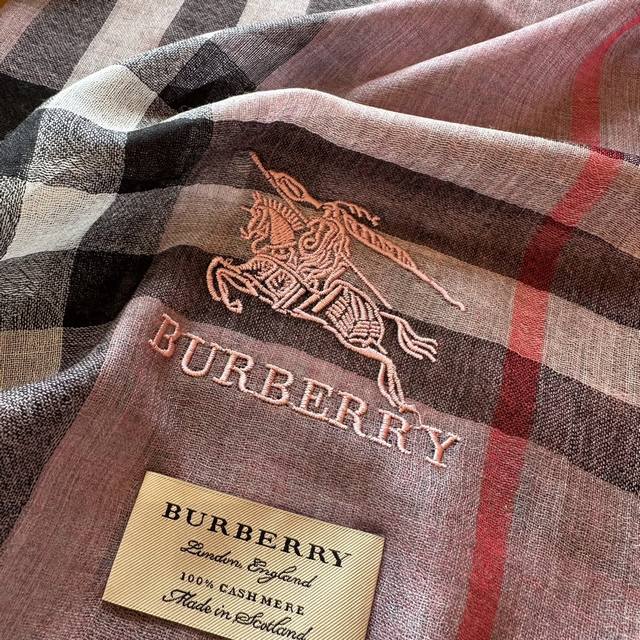 BURBERRY
BURBERRY
London, England
100% CASHMERE
Made in Scotland